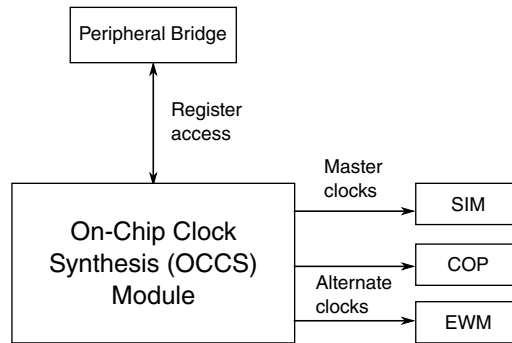 Peripheral Bridge
Register
access
Master
clocks
On-Chip Clock
Synthesis (OCCS)
Module
SIM
COP
Alternate
clocks
EWM